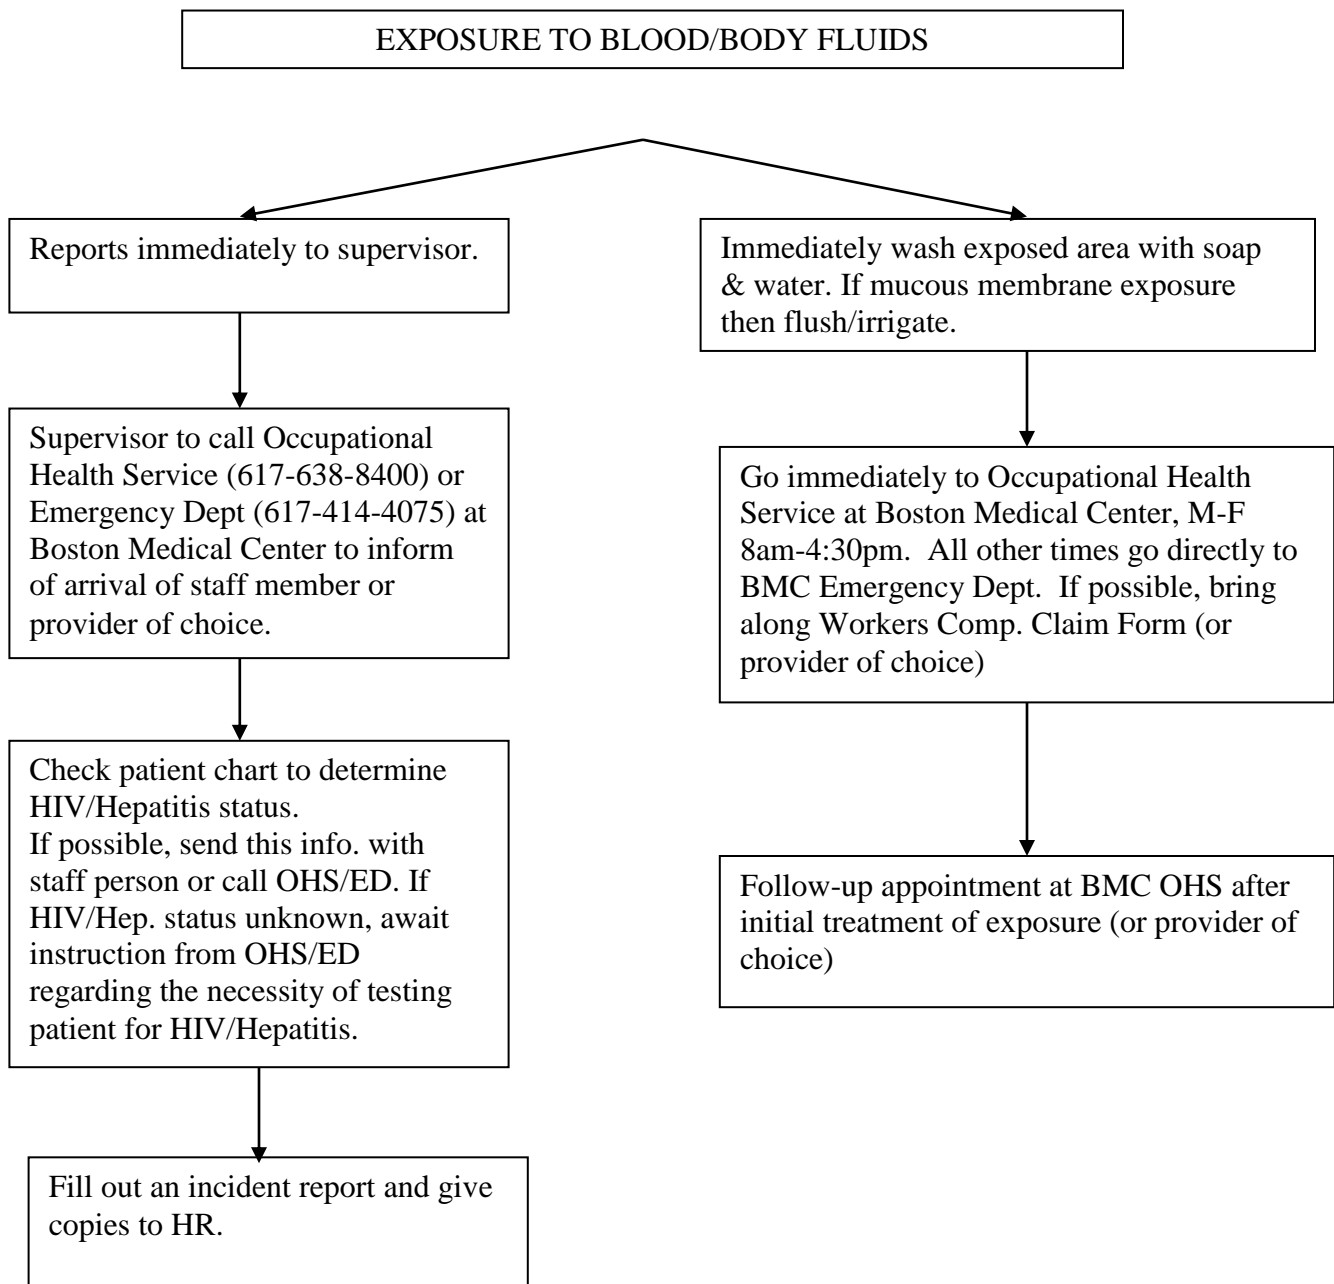 EXPOSURE TO BLOOD/BODY FLUIDS
Reports immediately to supervisor.
Supervisor to call Occupational
Health Service (617-638-8400) or
Emergency Dept (617-414-4075) at
Boston Medical Center to inform
of arrival of staff member or
provider of choice.
Check patient chart to determine
HIV/Hepatitis status.
If possible, send this info. with
staff person or call OHS/ED. If
HIV/Hep. status unknown, await
instruction from OHS/ED
regarding the necessity of testing
patient for HIV/Hepatitis.
Fill out an incident report and give
copies to HR.
Immediately wash exposed area with soap
& water. If mucous membrane exposure
then flush/irrigate.
Go immediately to Occupational Health
Service at Boston Medical Center, M-F
8am-4:30pm.  All other times go directly to
BMC Emergency Dept.  If possible, bring
along Workers Comp. Claim Form (or
provider of choice)
Follow-up appointment at BMC OHS after
initial treatment of exposure (or provider of
choice)